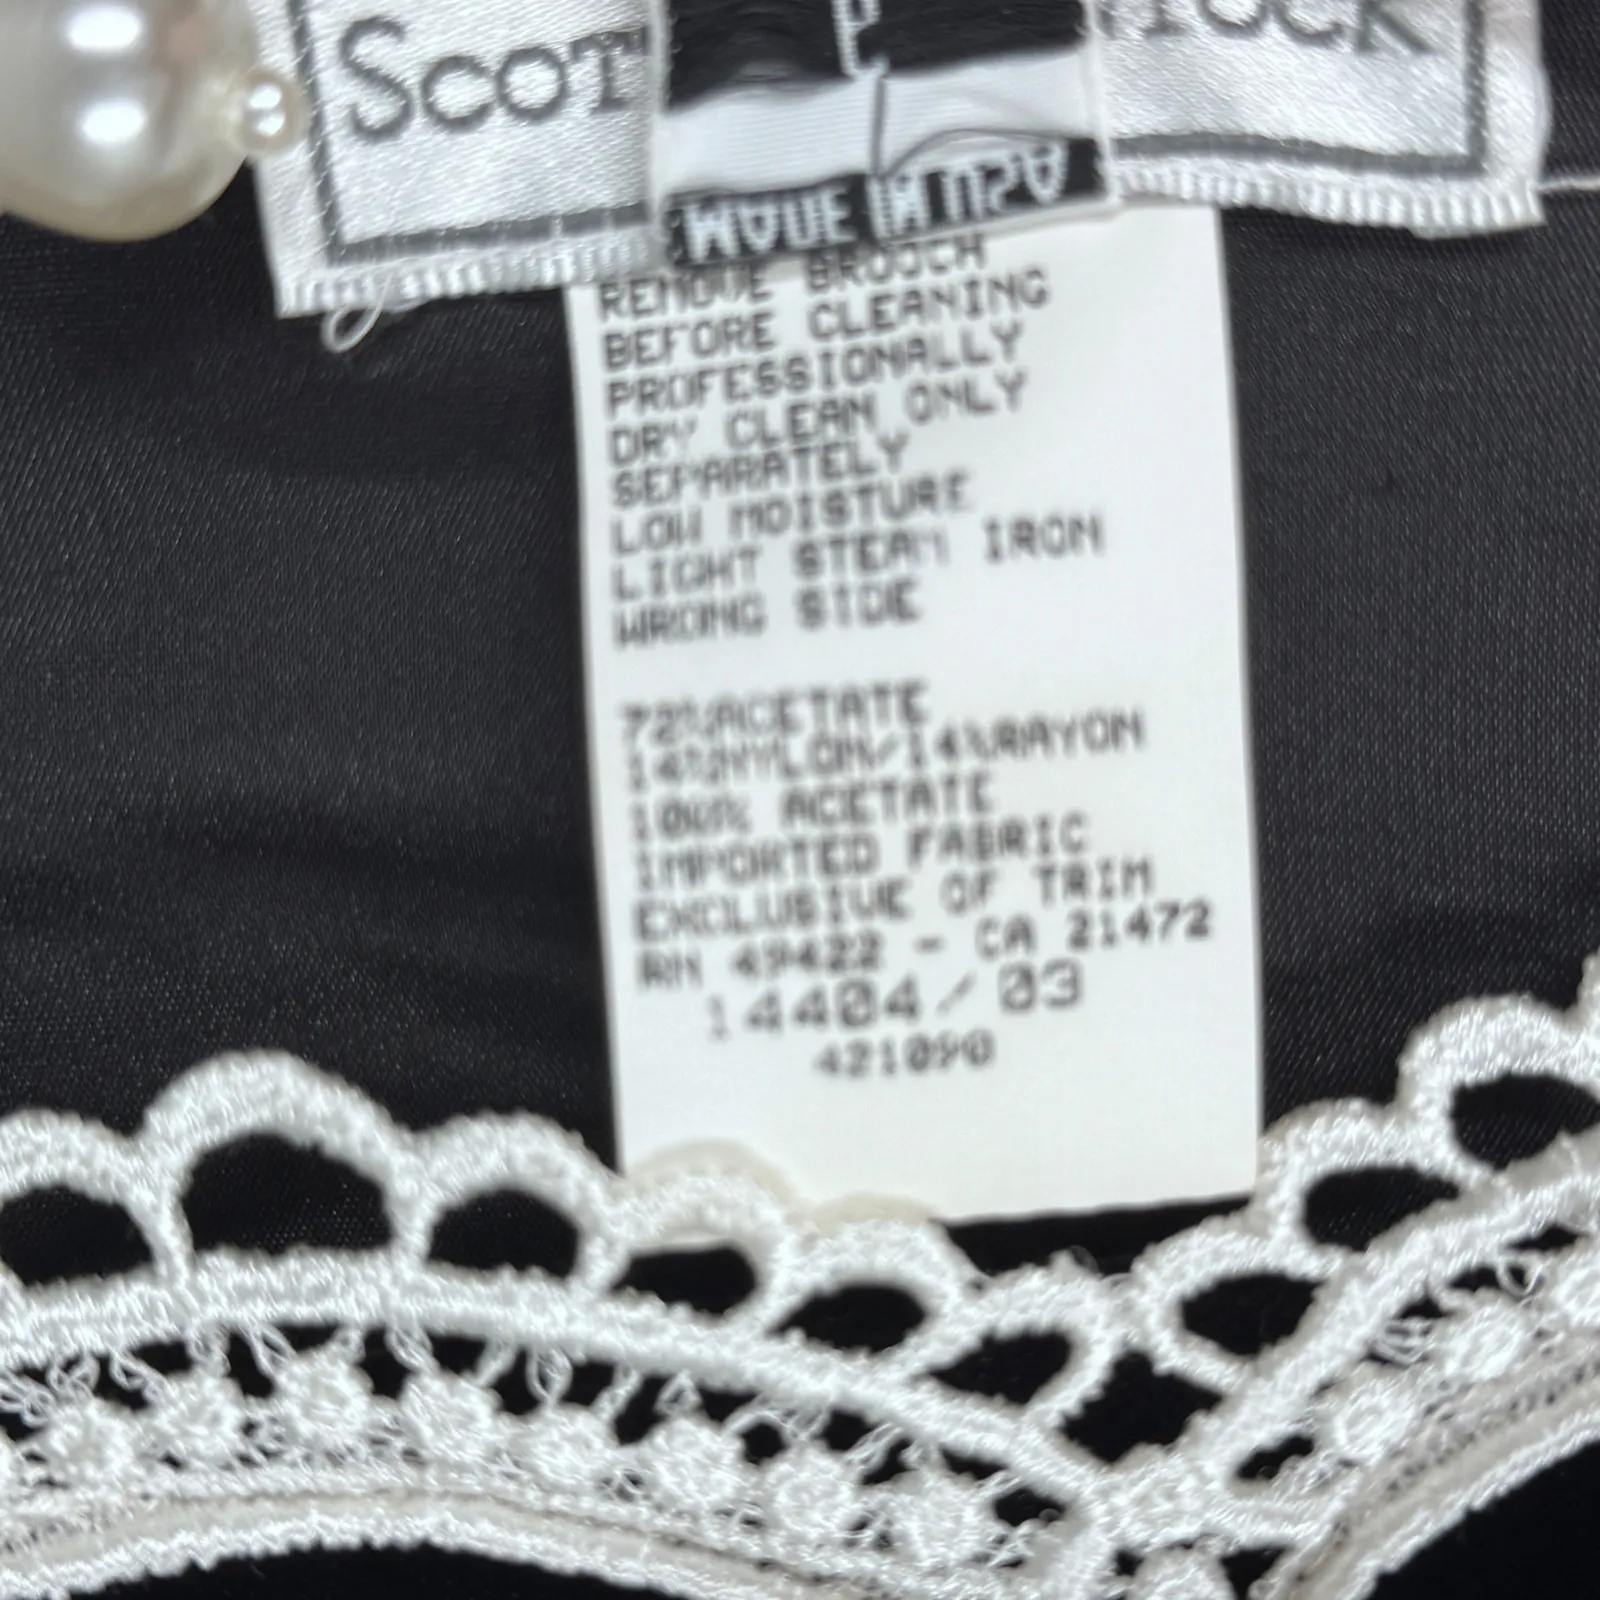 SCOT
MADE IN USA
REMOVE BROOCH
BEFORE CLEANING
PROFESSIONALLY
DRY CLEAN ONLY
SEPARATELY
LOW MOISTURE
LIGHT STEAM IRON
WRONG SIDE
72%ACETATE
14%NYLON/14%RAYON
100% ACETATE
IMPORTED FABRIC
EXCLUSIVE OF TRIM
RN 49422 - CA 21472
14404/03
421090